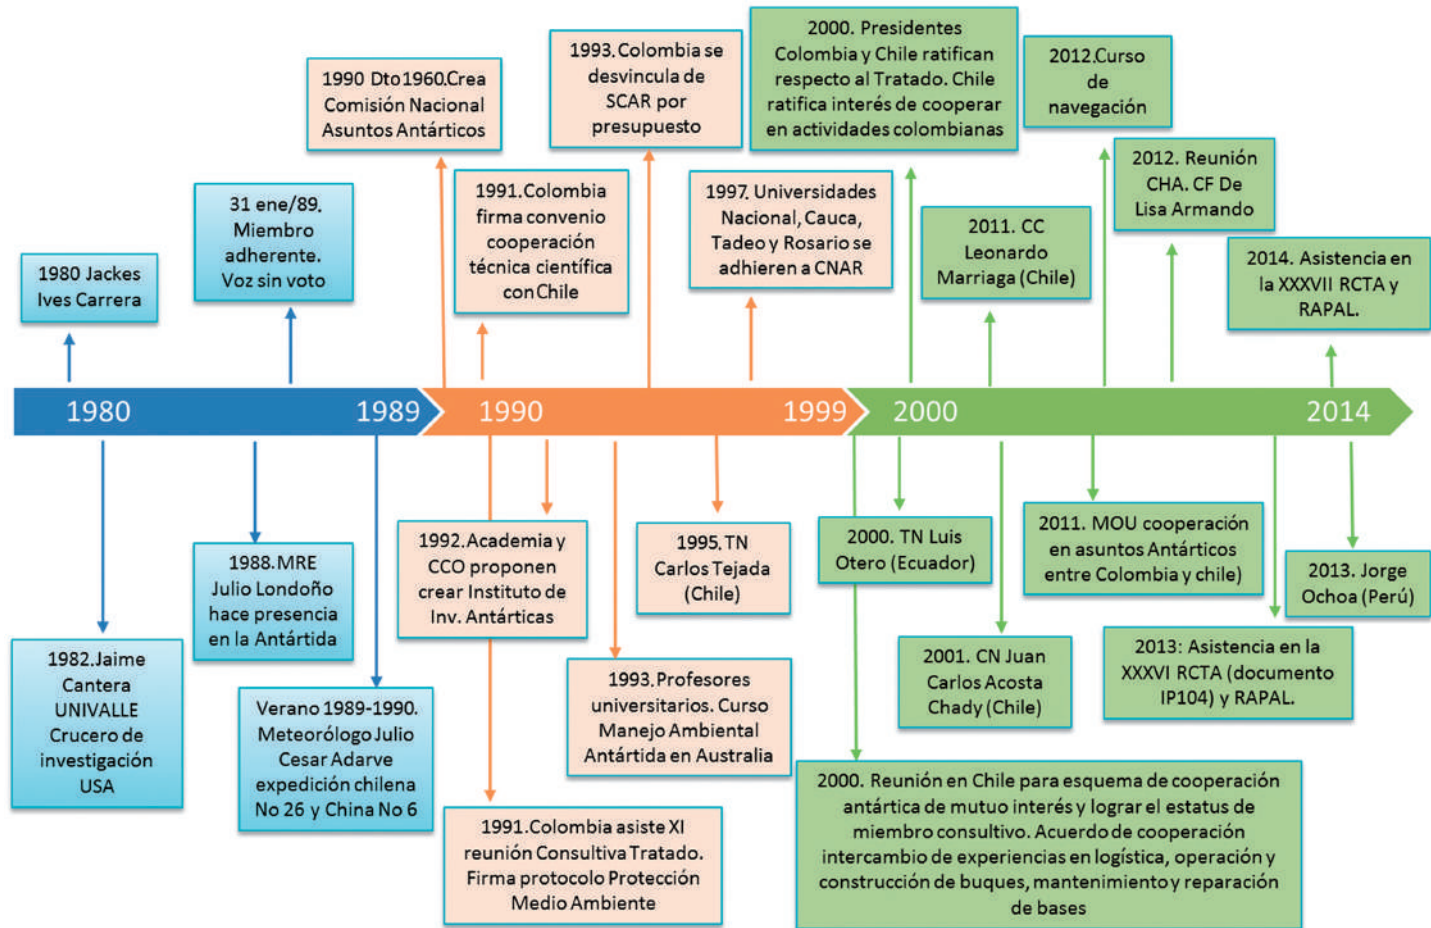 1980 Jackes
Ives Carrera
31 ene/89.
Miembro
adherente.
Voz sin voto
1990 Dto 1960.Crea
Comisión Nacional
Asuntos Antárticos
1991.Colombia
firma convenio
cooperación
técnica científica
con Chile
1993.Colombia se
desvincula de
SCAR por
presupuesto
1997. Universidades
Nacional, Cauca,
Tadeo y Rosario se
adhieren a CNAR
2000. Presidentes
Colombia y Chile ratifican
respecto al Tratado. Chile
ratifica interés de cooperar
en actividades colombianas
2011. CC
Leonardo
Marriaga (Chile)
2012.Curso
de
navegación
2012. Reunión
CHA. CF De
Lisa Armando
2014. Asistencia en
la XXXVII RCTA y
RAPAL.
1980
1989
1990
1999
2000
2014
1982.Jaime
Cantera
UNIVALLE
Crucero de
investigación
USA
1988.MRE
Julio Londoño
hace presencia
en la Antártida
Verano 1989-1990.
Meteorólogo Julio
Cesar Adarve
expedición chilena
No 26 y China No 6
1992.Academia y
CCO proponen
crear Instituto de
Inv. Antárticas
1991.Colombia asiste XI
reunión Consultiva Tratado.
Firma protocolo Protección
Medio Ambiente
1993.Profesores
universitarios. Curso
Manejo Ambiental
Antártida en Australia
1995. TN
Carlos Tejada
(Chile)
2000. TN Luis
Otero (Ecuador)
2001. CN Juan
Carlos Acosta
Chady (Chile)
2011. MOU cooperación
en asuntos Antárticos
entre Colombia y chile)
2013: Asistencia en la
XXXVI RCTA (documento
IP104) y RAPAL.
2013. Jorge
Ochoa (Perú)
2000. Reunión en Chile para esquema de cooperación
antártica de mutuo interés y lograr el estatus de
miembro consultivo. Acuerdo de cooperación
intercambio de experiencias en logística, operación y
construcción de buques, mantenimiento y reparación
de bases